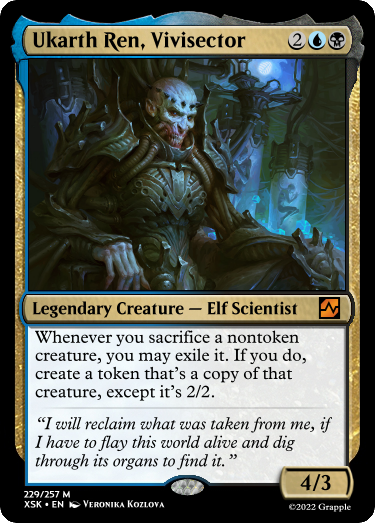 Ukarth Ren, Vivisector 2
Legendary Creature — Elf Scientist
Whenever you sacrifice a nontoken
creature, you may exile it. If you do,
create a token that's a copy of that
creature, except it's 2/2.
“I will reclaim what was taken from me, if
I have to flay this world alive and dig
through its organs to find it.”
4/3
229/257 M
XSK • EN Veronika Kozlova
©2022 Grapple